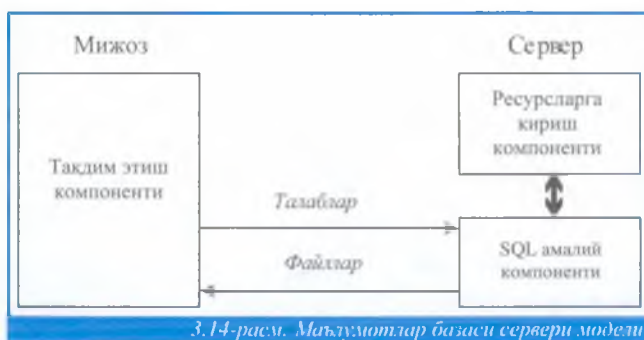 Мижоз
Сервер
Такдим этиш
компоненти
Ресурсларга
кириш
компоненти
Талаблар
Файллар
SQL амалий
компоненти
3.14-расм. Маълумотлар базаси сервери модели